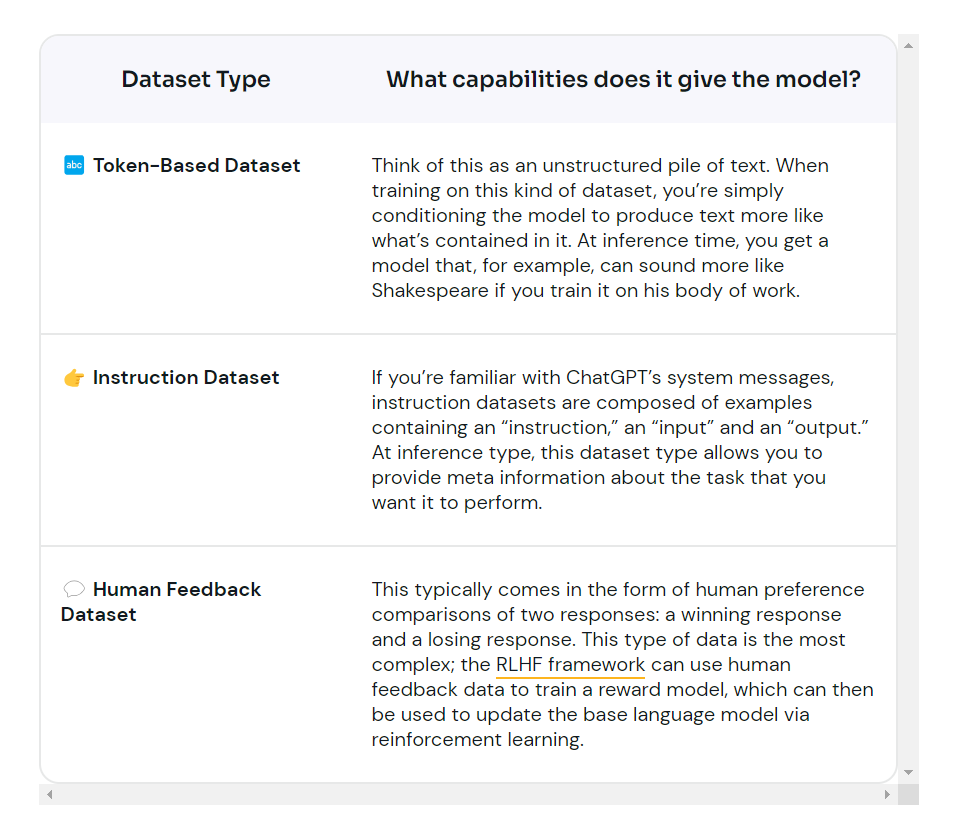 Dataset Type
What capabilities does it give the model?
abc Token-Based Dataset
Think of this as an unstructured pile of text. When
training on this kind of dataset, you’re simply
conditioning the model to produce text more like
what’s contained in it. At inference time, you get a
model that, for example, can sound more like
Shakespeare if you train it on his body of work.
Instruction Dataset
If you’re familiar with ChatGPT’s system messages,
instruction datasets are composed of examples
containing an “instruction,” an “input” and an “output.”
At inference type, this dataset type allows you to
provide meta information about the task that you
want it to perform.
Human Feedback
Dataset
This typically comes in the form of human preference
comparisons of two responses: a winning response
and a losing response. This type of data is the most
complex; the RLHF framework can use human
feedback data to train a reward model, which can then
be used to update the base language model via
reinforcement learning.